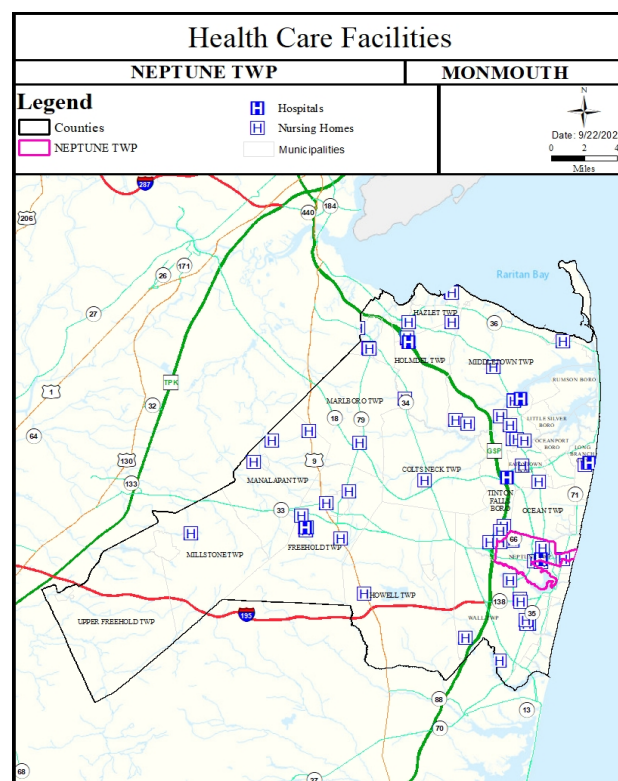 Health Care Facilities
NEPTUNE TWP
MONMOUTH
Legend
Counties
NEPTUNE TWP
H Hospitals
H Nursing Homes
Municipalities
N
Date: 9/22/202
0 2 4
Miles
287
206
440
184
171
26
27
Raritan Bay
HAZLET TWP
36
HOLMDEL TWP
MIDDLETOWN TWP
RUMSON BORO
TPK
1
32
MARLBORO TWP
34
18
79
LITTLE SILVER
BORO
OCEANPORT
BORO
LONG
BRANCH
64
130
133
9
GSP
MANALAPAN TWP
COLTS NECK TWP
TINTON
FALLS
BORO
71
OCEAN TWP
33
MILLSTONE TWP
FREEHOLD TWP
66
195
HOWELL TWP
138
35
UPPER FREEHOLD TWP
WALL TWP
88
13
70
68
37